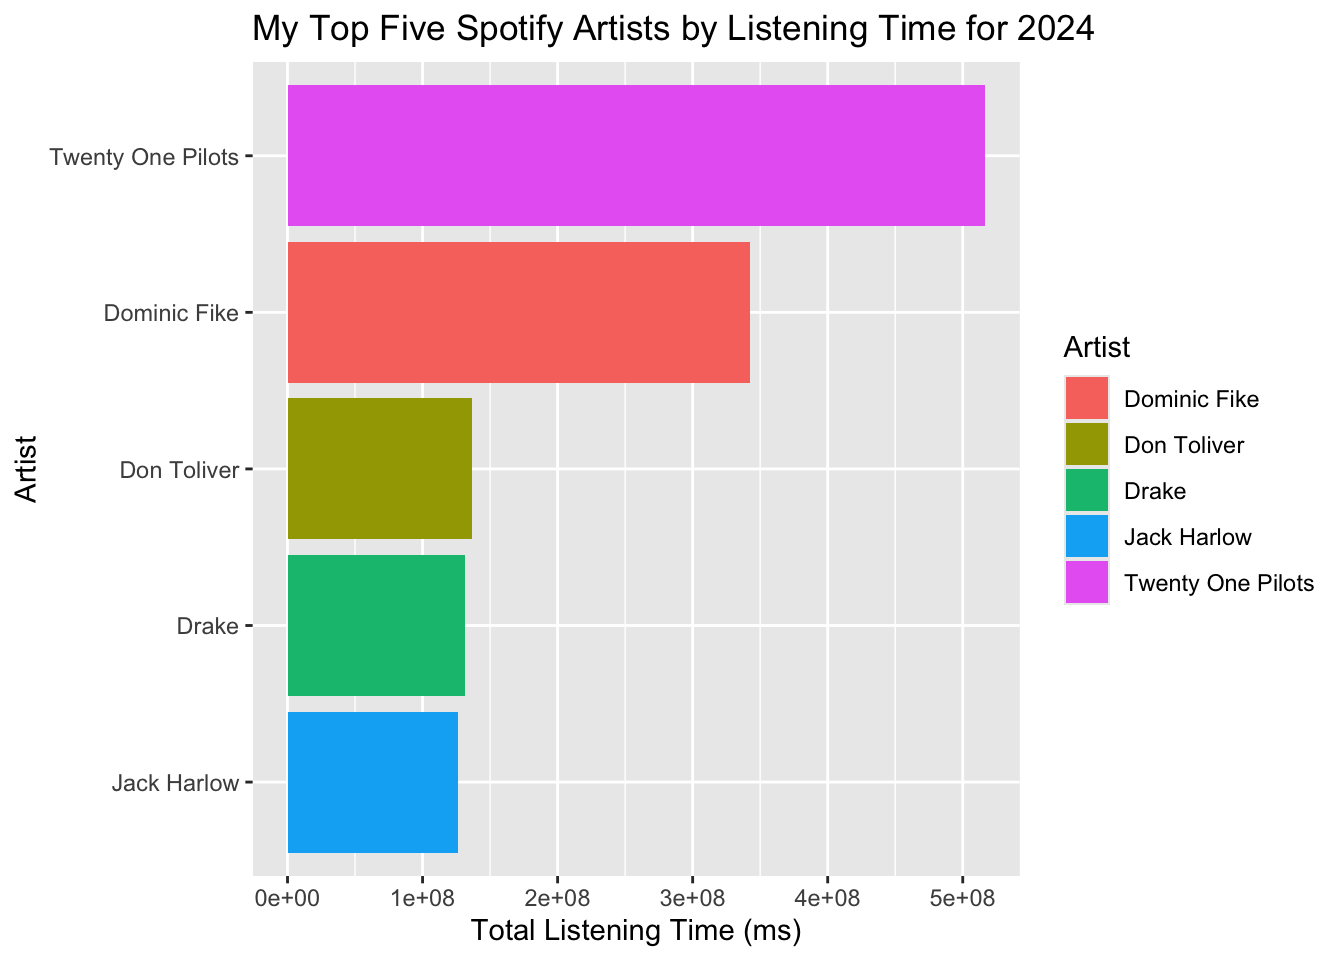 My Top Five Spotify Artists by Listening Time for 2024
Twenty One Pilots
Dominic Fike
Don Toliver
Drake
Jack Harlow
Artist
0e+00 1e+08 2e+08 3e+08 4e+08 5e+08
Total Listening Time (ms)
Artist
Dominic Fike
Don Toliver
Drake
Jack Harlow
Twenty One Pilots